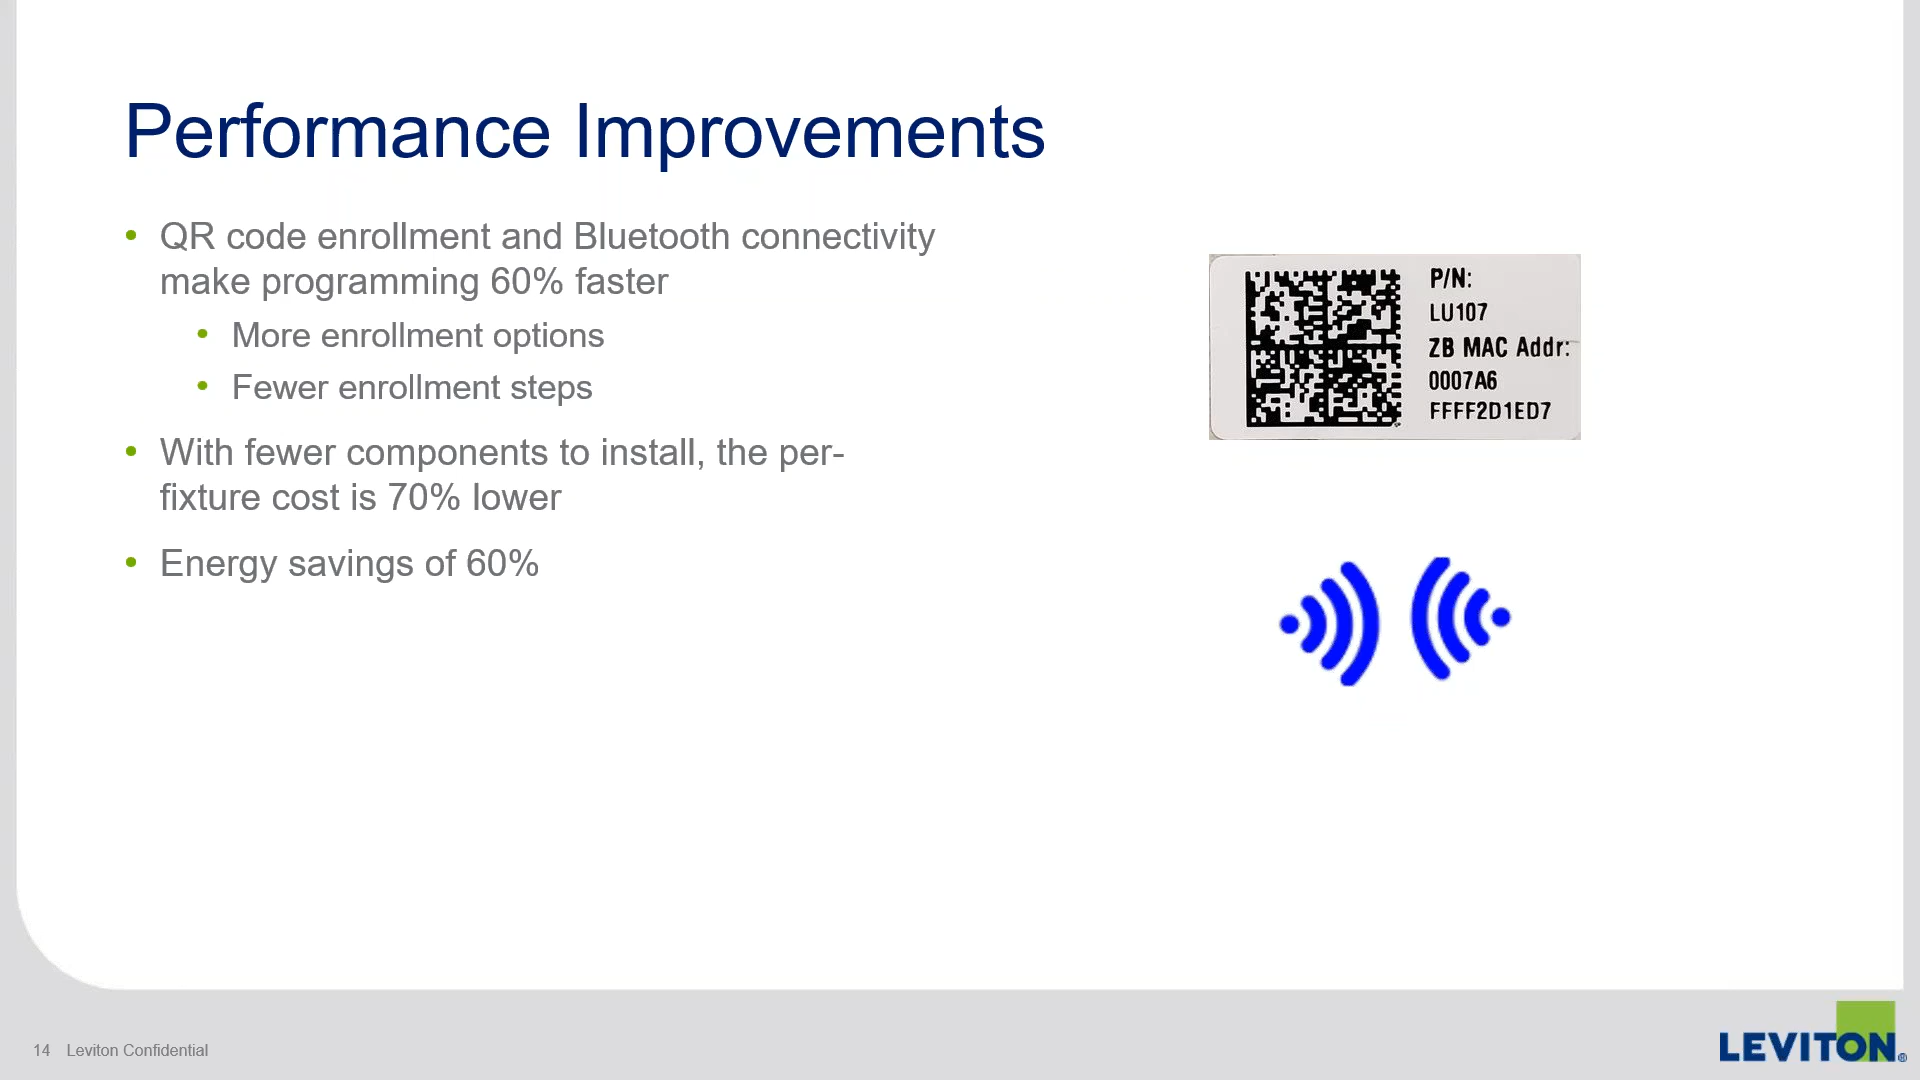 Performance Improvements
• QR code enrollment and Bluetooth connectivity
make programming 60% faster
• More enrollment options
• Fewer enrollment steps
• With fewer components to install, the per-
fixture cost is 70% lower
• Energy savings of 60%
P/N:
LU107
ZB MAC Addr:
0007A6
FFFF2D1ED7
14 Leviton Confidential
LEVITON®